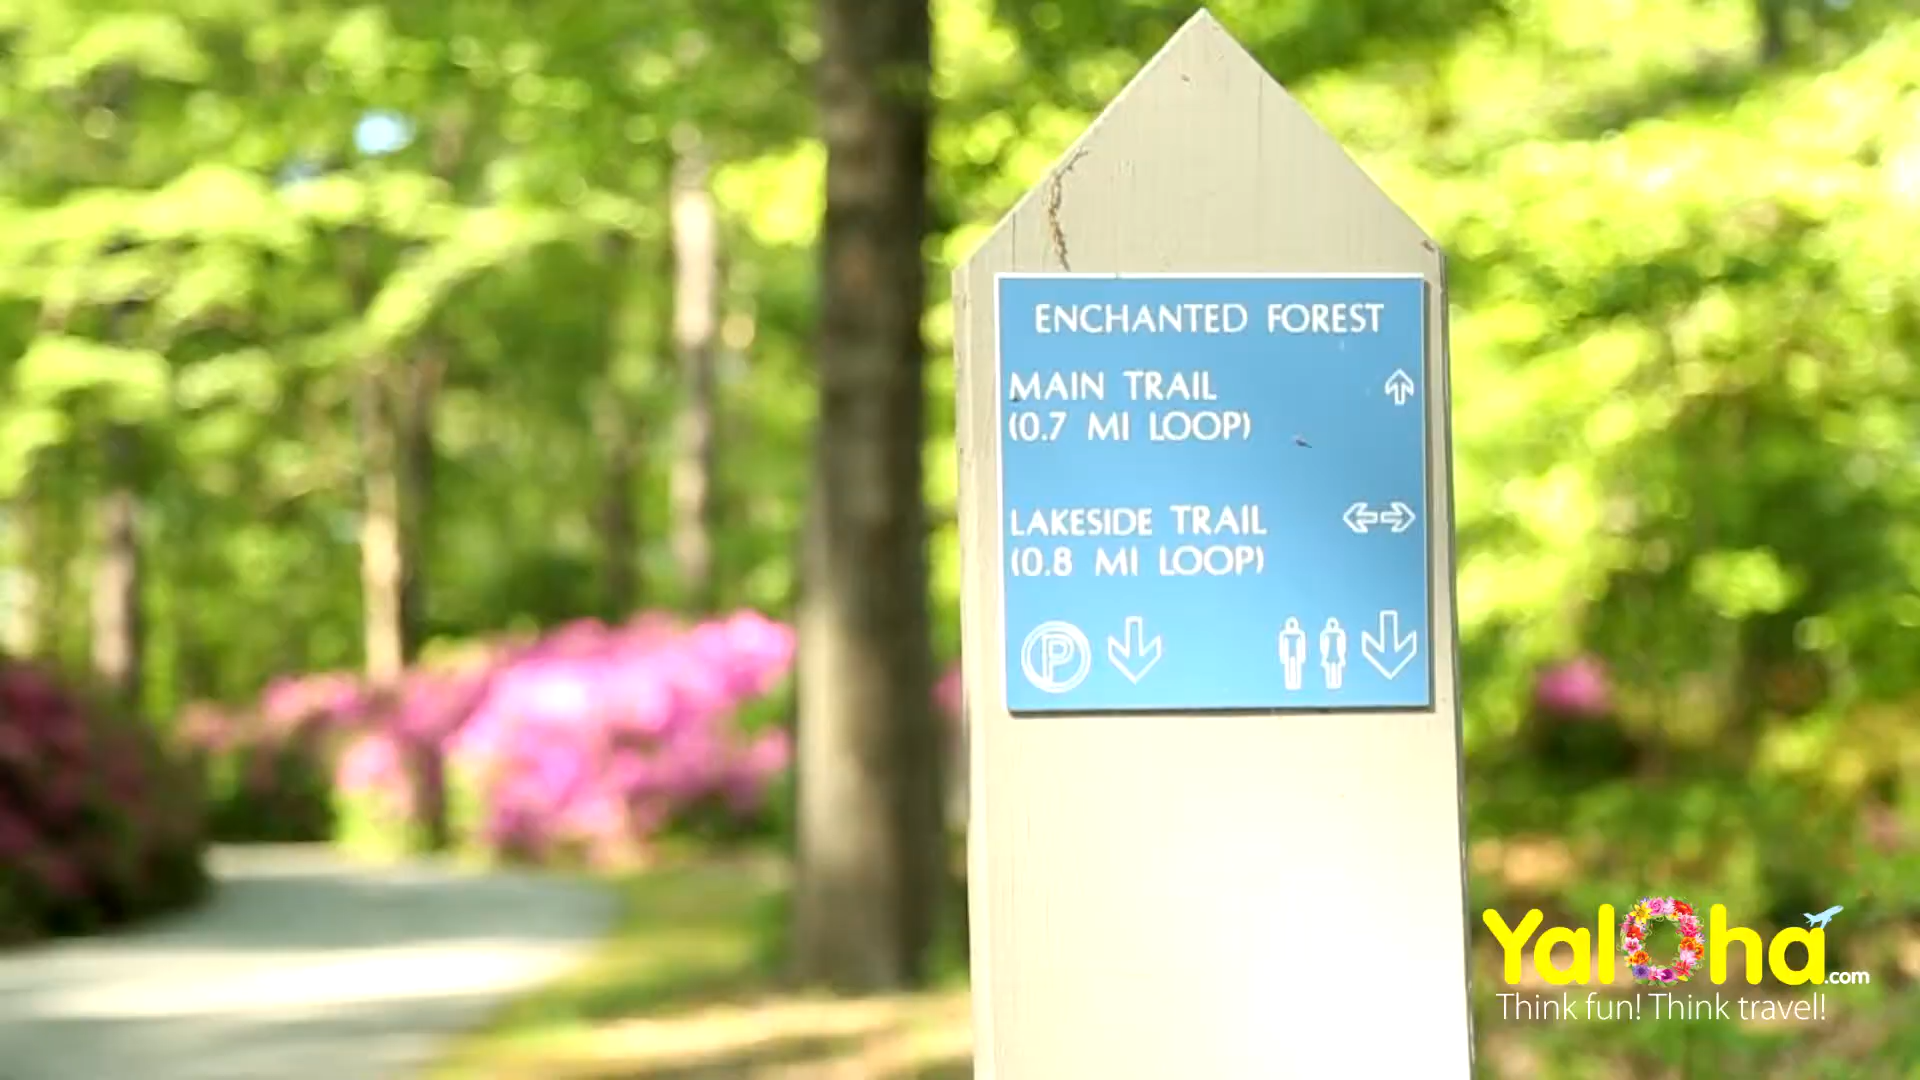 ENCHANTED FOREST
MAIN TRAIL
(0.7 MI LOOP)
LAKESIDE TRAIL
(0.8 MI LOOP)
P
YalOha.com
Think fun! Think travel!